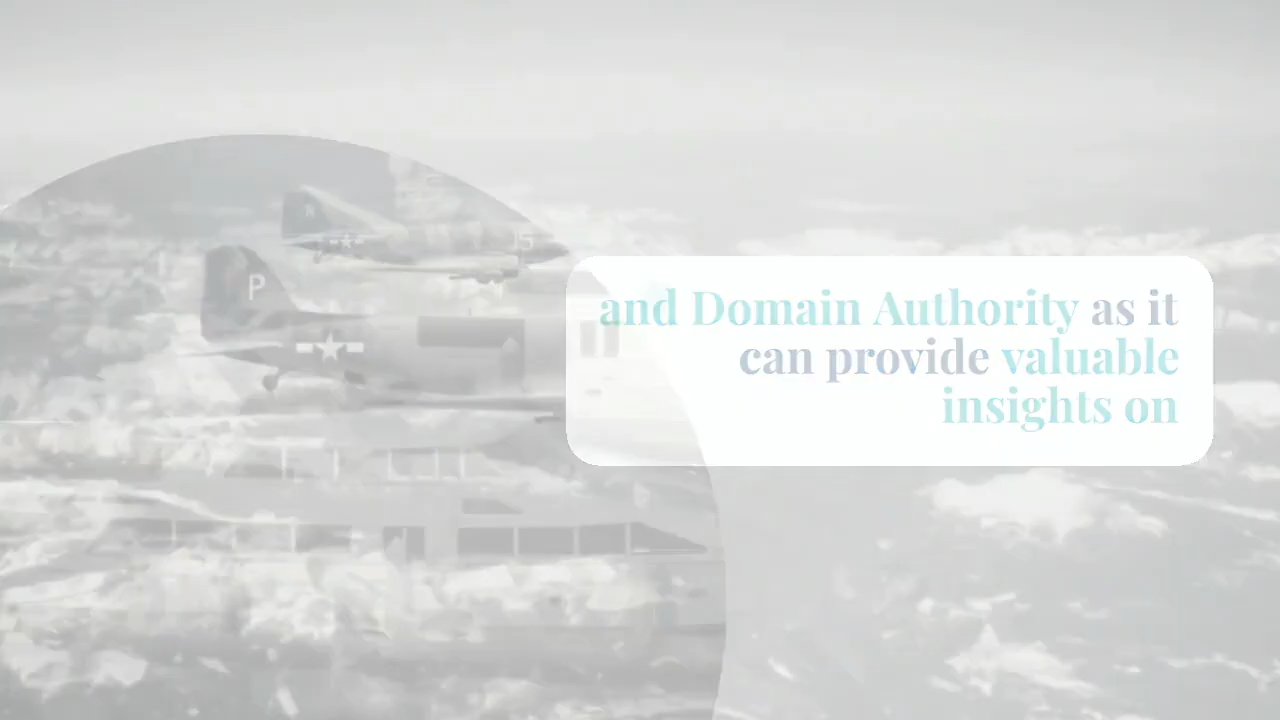 and Domain Authority as it
can provide valuable
insights on
P